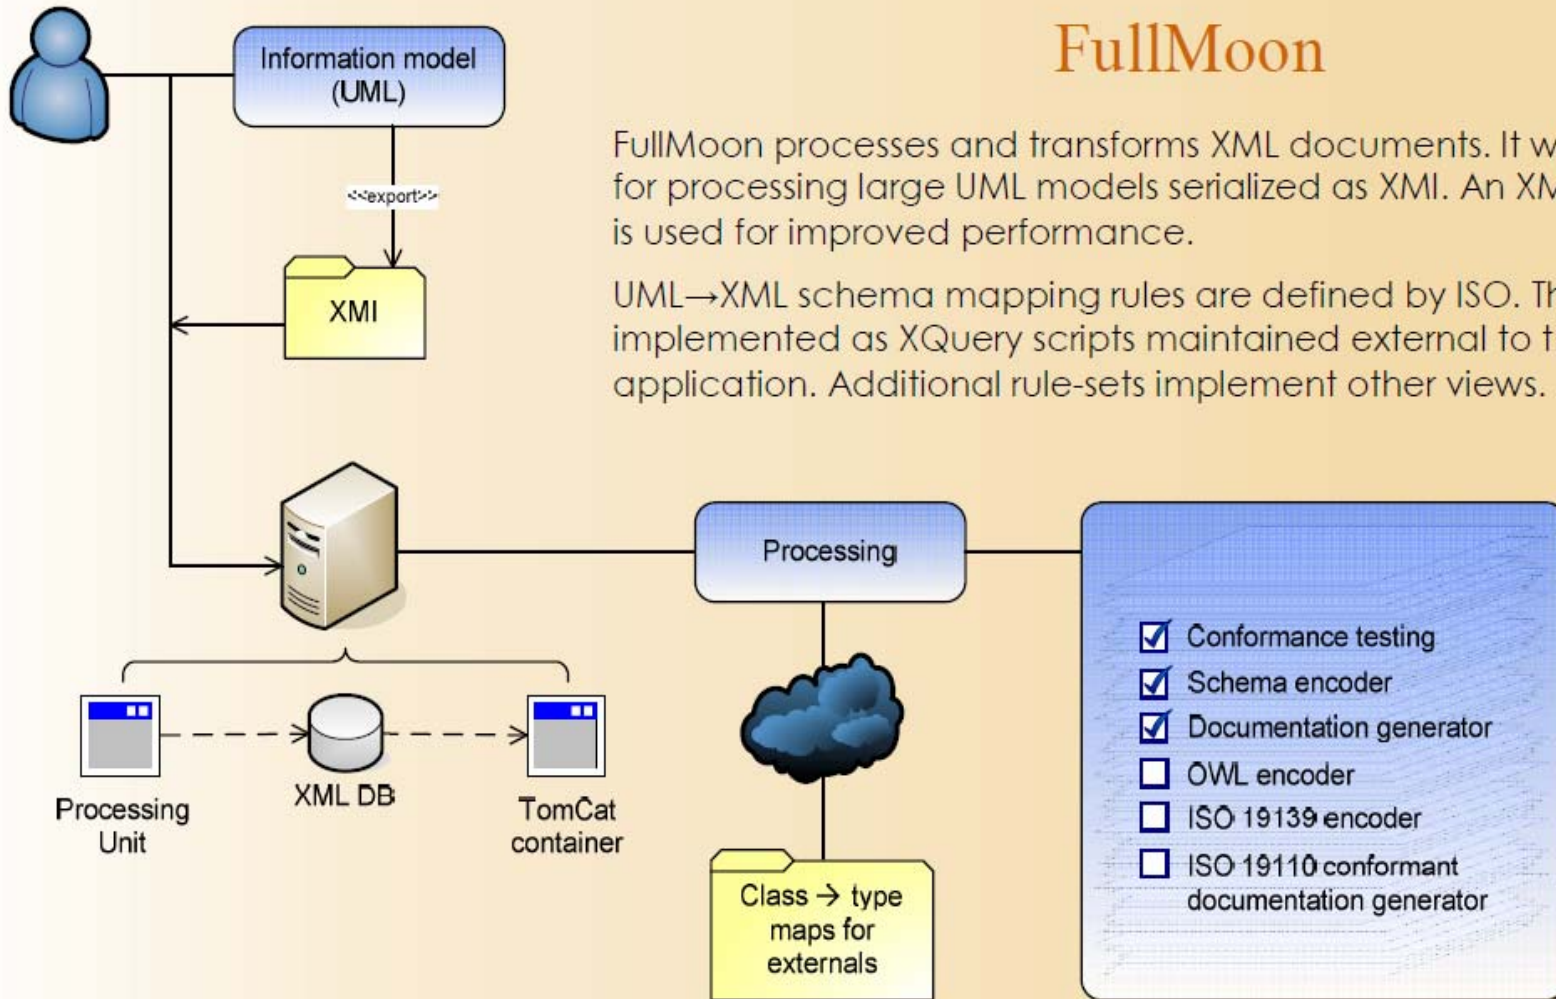 FullMoon
Information model
(UML)
<<export>>
XMI
FullMoon processes and transforms XML documents. It
for processing large UML models serialized as XMI. An
is used for improved performance.
UML→XML schema mapping rules are defined by ISO.
implemented as XQuery scripts maintained external to
application. Additional rule-sets implement other views.
Processing
Processing
Unit
XML DB
TomCat
container
Class → type
maps for
externals
Conformance testing
Schema encoder
Documentation generator
OWL encoder
ISO 19139 encoder
ISO 19110 conformant
documentation generator